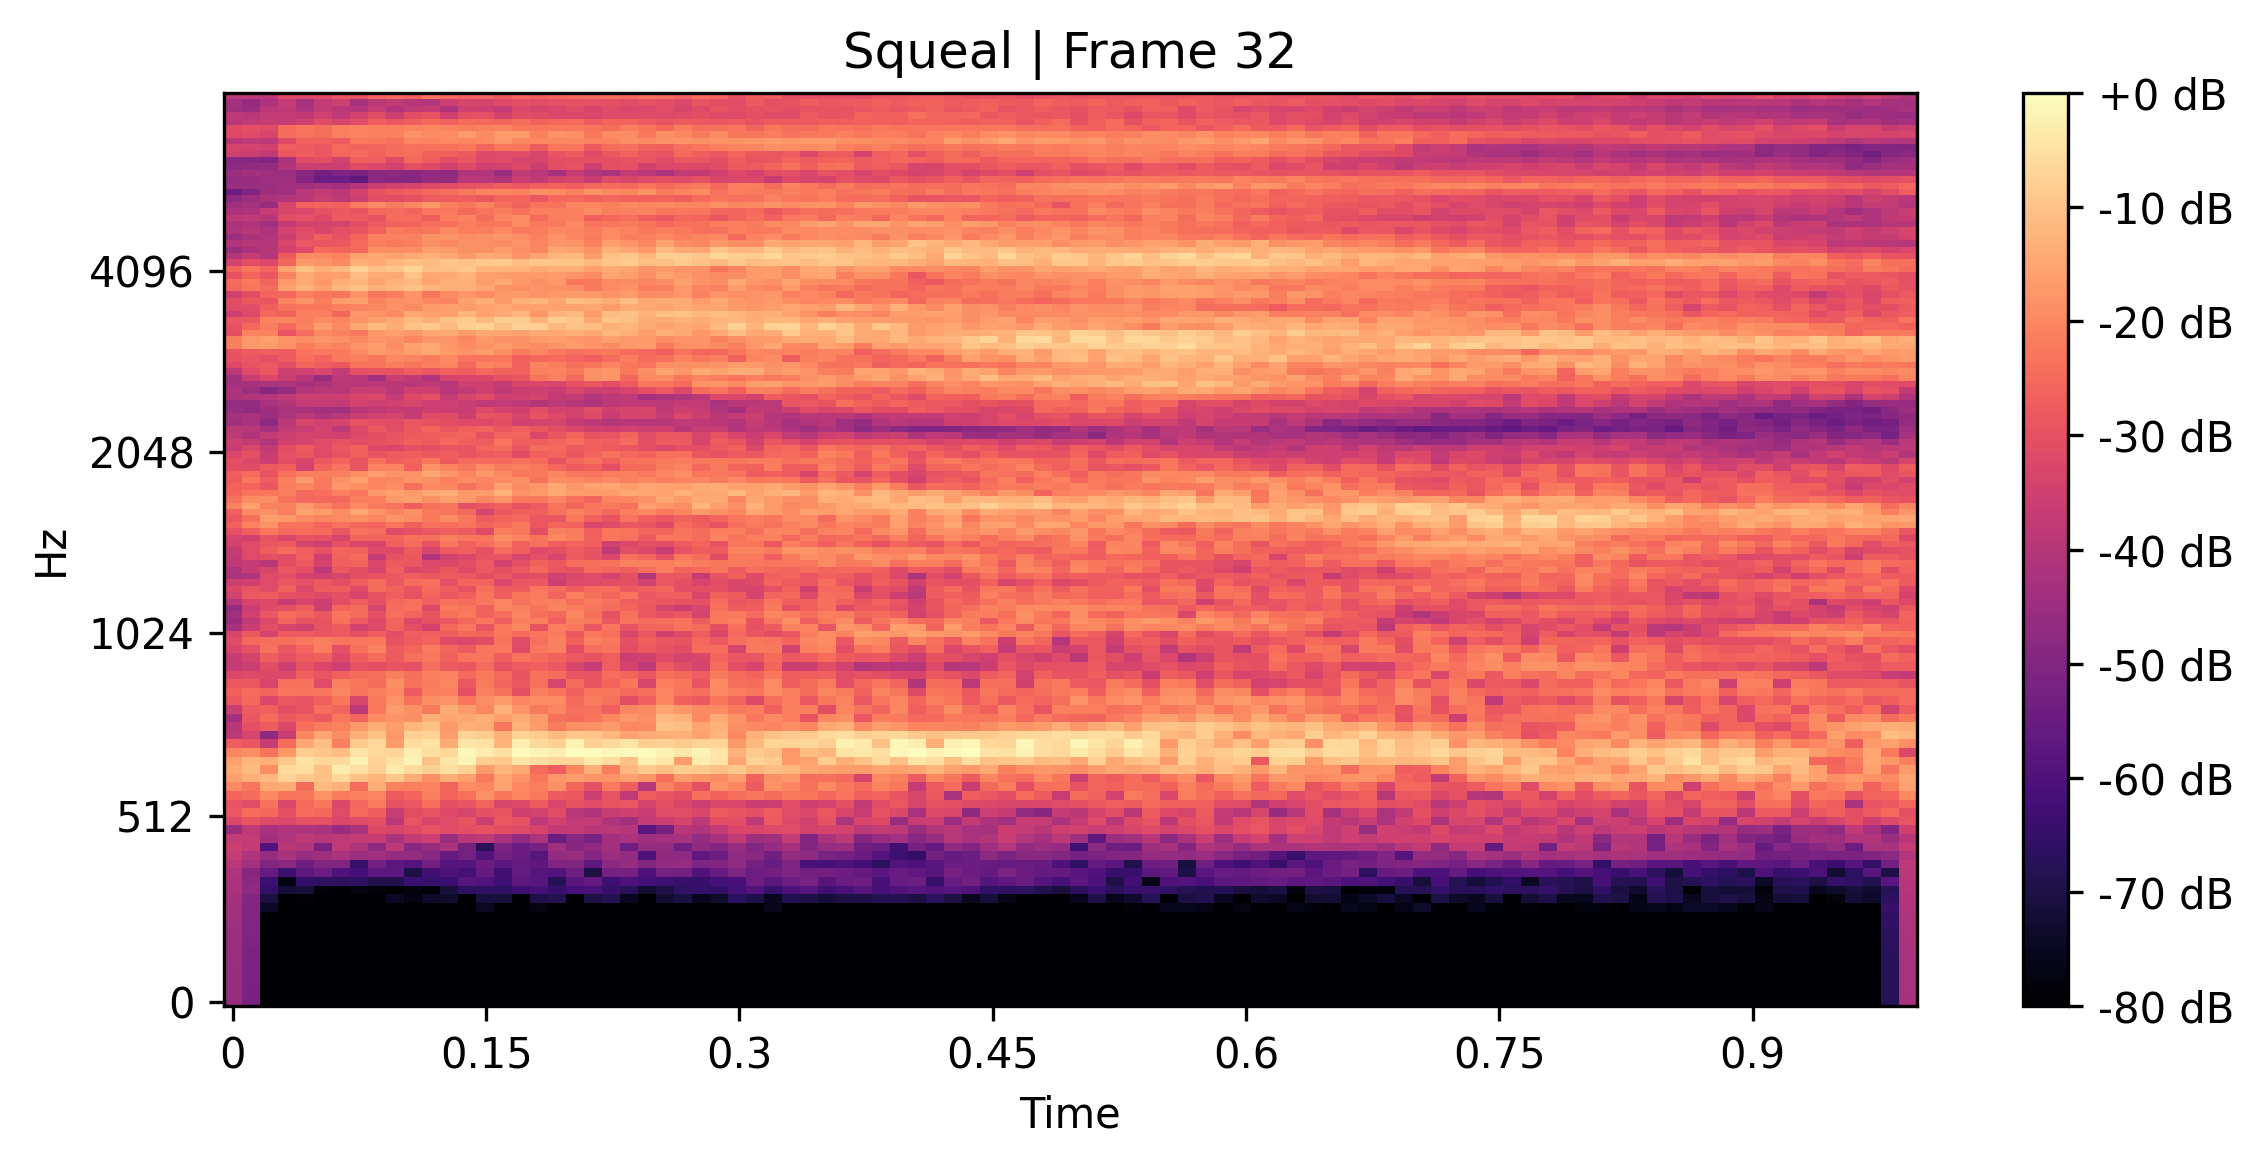 Squeal | Frame 32
+0 dB
-10 dB
-20 dB
-30 dB
-40 dB
-50 dB
-60 dB
-70 dB
-80 dB
4096
2048
1024
512
0
Hz
0 0.15 0.3 0.45 0.6 0.75 0.9
Time